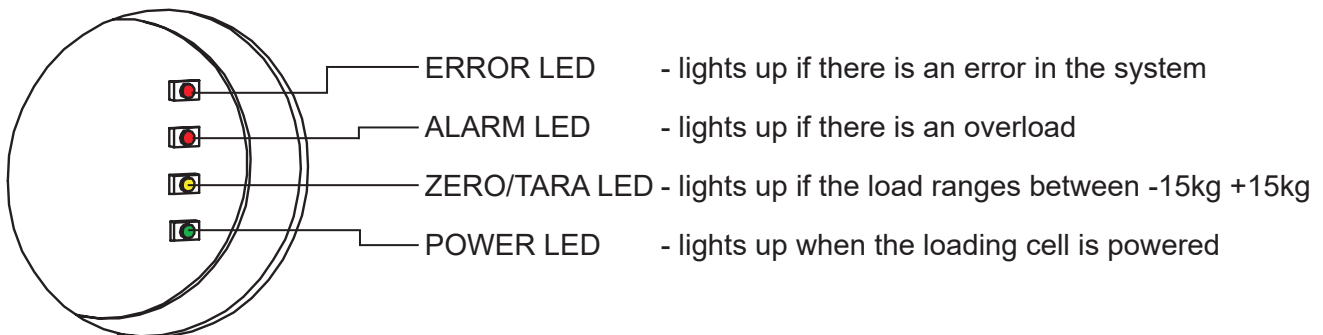 ERROR LED - lights up if there is an error in the system
ALARM LED - lights up if there is an overload
ZERO/TARA LED - lights up if the load ranges between -15kg +15kg
POWER LED - lights up when the loading cell is powered